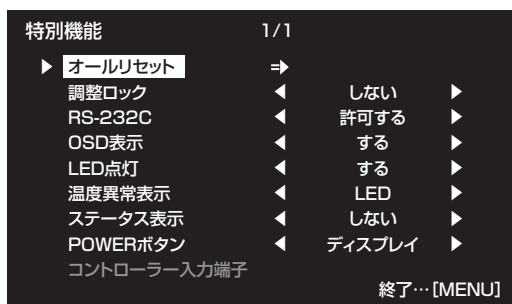 特別機能 1/1
▶ オールリセット ⇨
調整ロック ◀ しない ▶
RS-232C ◀ 許可する ▶
OSD表示 ◀ する ▶
LED点灯 ◀ する ▶
温度異常表示 ◀ LED ▶
ステータス表示 ◀ しない ▶
POWERボタン ◀ ディスプレイ ▶
コントローラー入力端子
終了…[MENU]